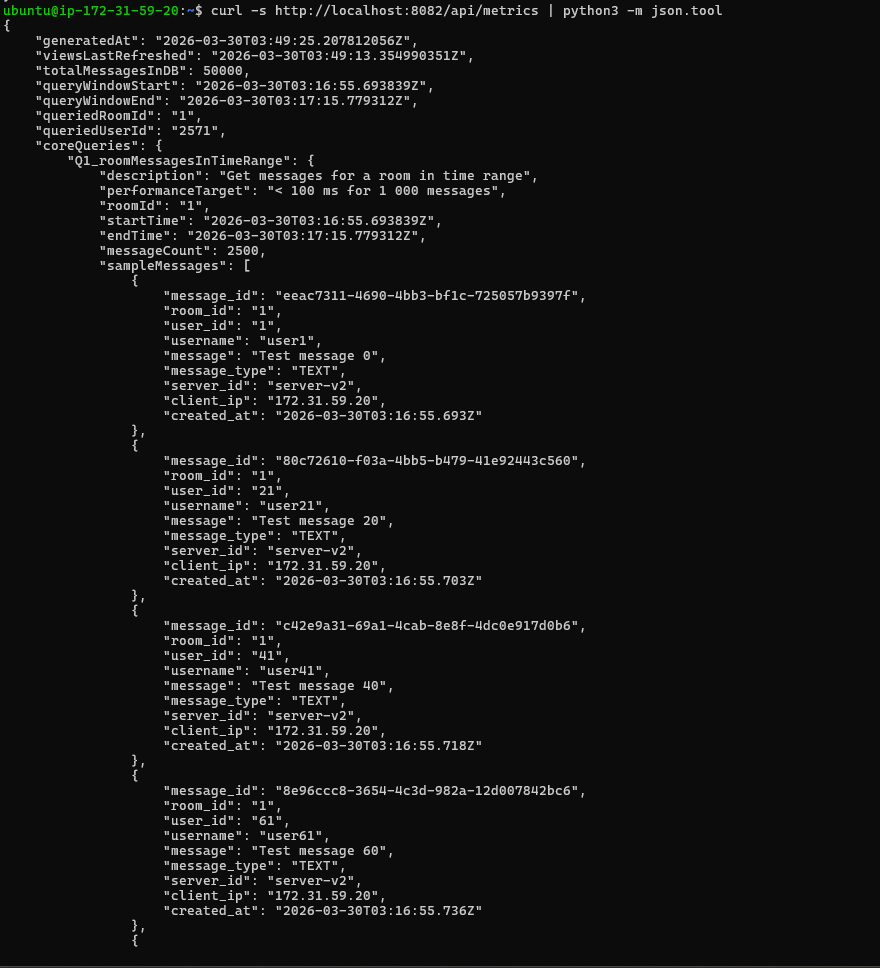 ubuntu@ip-172-31-59-20:~$ curl -s http://localhost:8082/api/metrics | python3 -m json.tool
{
    "generatedAt": "2026-03-30T03:49:25.207812056Z",
    "viewsLastRefreshed": "2026-03-30T03:49:13.354990351Z",
    "totalMessagesInDB": 50000,
    "queryWindowStart": "2026-03-30T03:16:55.693839Z",
    "queryWindowEnd": "2026-03-30T03:17:15.779312Z",
    "queriedRoomId": "1",
    "queriedUserId": "2571",
    "coreQueries": {
        "Q1_roomMessagesInTimeRange": {
            "description": "Get messages for a room in time range",
            "performanceTarget": "< 100 ms for 1 000 messages",
            "roomId": "1",
            "startTime": "2026-03-30T03:16:55.693839Z",
            "endTime": "2026-03-30T03:17:15.779312Z",
            "messageCount": 2500,
            "sampleMessages": [
                {
                    "message_id": "eeac7311-4690-4bb3-bf1c-725057b9397f",
                    "room_id": "1",
                    "user_id": "1",
                    "username": "user1",
                    "message": "Test message 0",
                    "message_type": "TEXT",
                    "server_id": "server-v2",
                    "client_ip": "172.31.59.20",
                    "created_at": "2026-03-30T03:16:55.693Z"
                },
                {
                    "message_id": "80c72610-f03a-4bb5-b479-41e92443c560",
                    "room_id": "1",
                    "user_id": "21",
                    "username": "user21",
                    "message": "Test message 20",
                    "message_type": "TEXT",
                    "server_id": "server-v2",
                    "client_ip": "172.31.59.20",
                    "created_at": "2026-03-30T03:16:55.703Z"
                },
                {
                    "message_id": "c42e9a31-69a1-4cab-8e8f-4dc0e917d0b6",
                    "room_id": "1",
                    "user_id": "41",
                    "username": "user41",
                    "message": "Test message 40",
                    "message_type": "TEXT",
                    "server_id": "server-v2",
                    "client_ip": "172.31.59.20",
                    "created_at": "2026-03-30T03:16:55.718Z"
                },
                {
                    "message_id": "8e96ccc8-3654-4c3d-982a-12d007842bc6",
                    "room_id": "1",
                    "user_id": "61",
                    "username": "user61",
                    "message": "Test message 60",
                    "message_type": "TEXT",
                    "server_id": "server-v2",
                    "client_ip": "172.31.59.20",
                    "created_at": "2026-03-30T03:16:55.736Z"
                },
                {